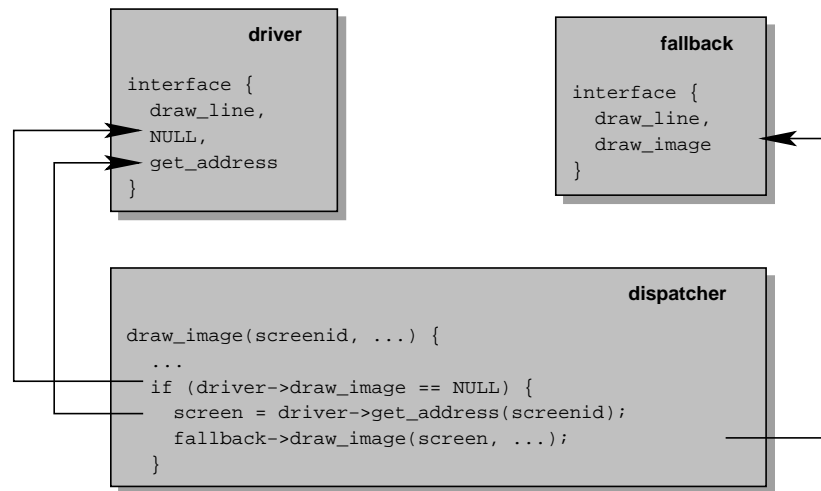 driver
interface {
draw_line,
NULL,
get_address
}
fallback
interface {
draw_line,
draw_image
}
dispatcher
draw_image(screenid, ...) {
...
if (driver->draw_image == NULL) {
screen = driver->get_address(screenid);
fallback->draw_image(screen, ...);
}